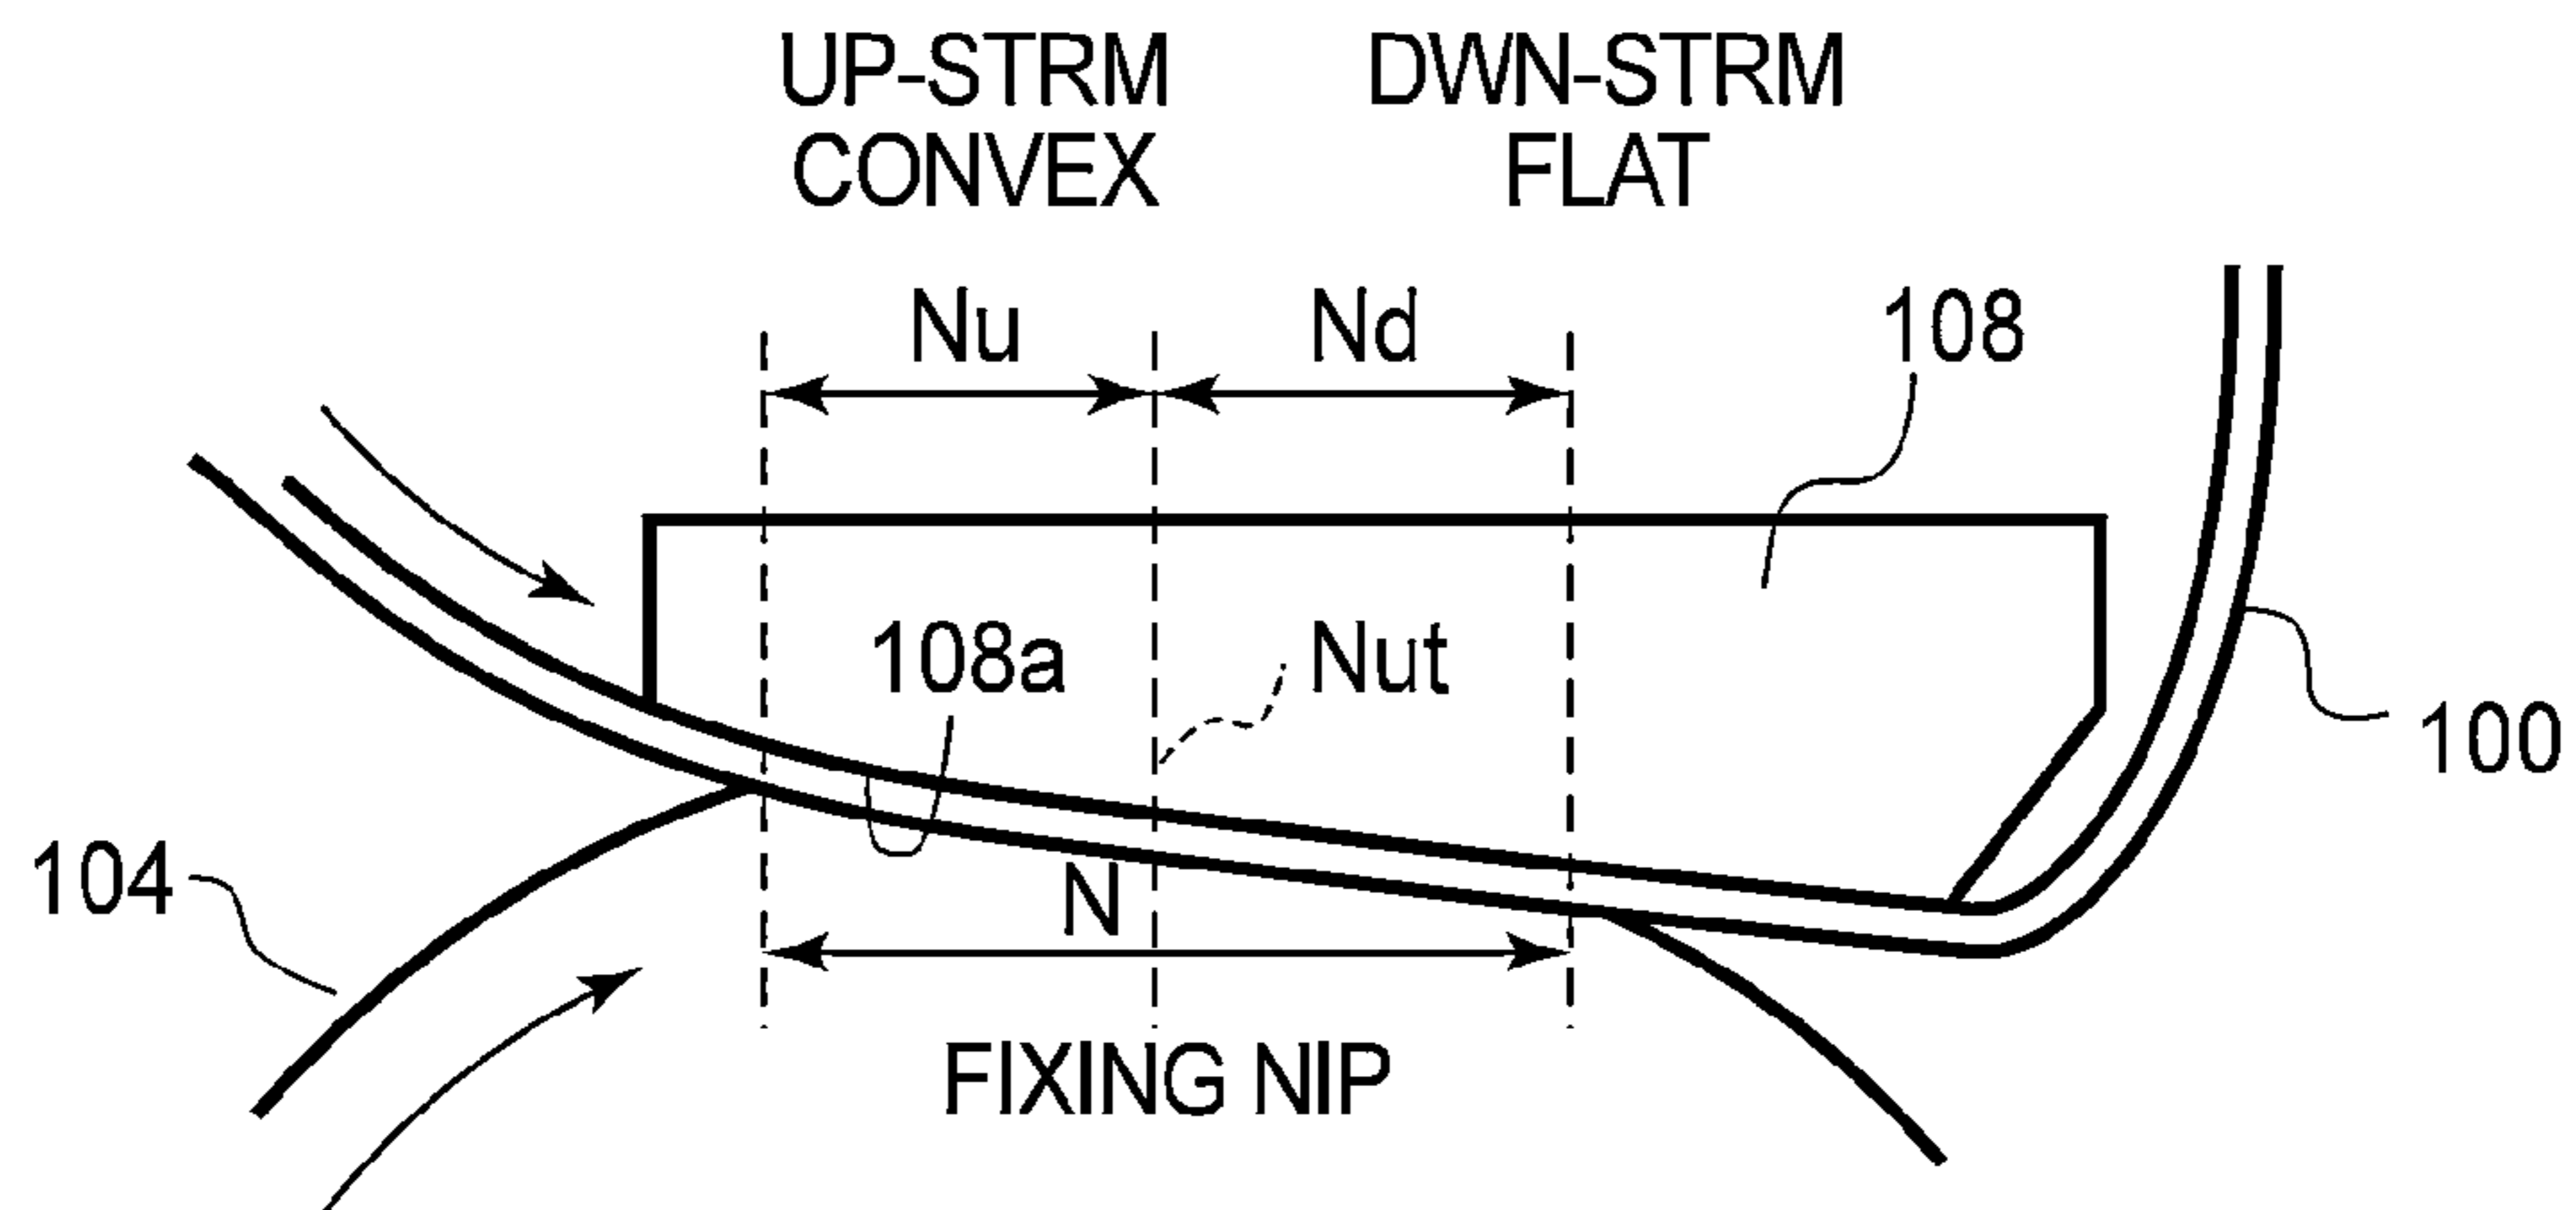 UP-STRM
CONVEX
DWN-STRM
FLAT
Nu
Nd
108
108a
Nut
100
104
N
FIXING NIP